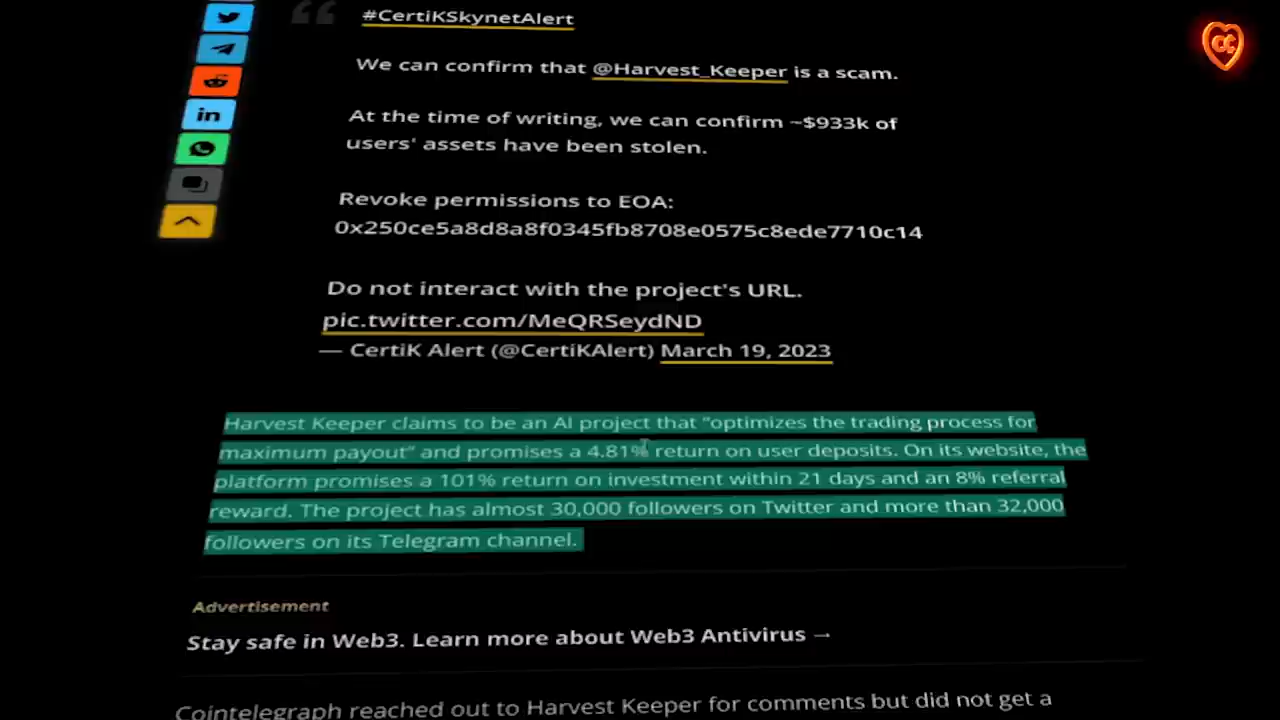 #CertiKSkynetAlert
We can confirm that @Harvest_Keeper is a scam.
At the time of writing, we can confirm ~$933k of
users' assets have been stolen.
Revoke permissions to EOA:
0x250ce5a8d8a8f0345fb8708e0575c8ede7710c14
Do not interact with the project's URL.
pic.twitter.com/MeQRSeydND
— CertiK Alert (@CertiKAlert) March 19, 2023
Harvest Keeper claims to be an AI project that "optimizes the trading process for
maximum payout" and promises a 4.81% return on user deposits. On its website, the
platform promises a 101% return on investment within 21 days and an 8% referral
reward. The project has almost 30,000 followers on Twitter and more than 32,000
followers on its Telegram channel.
Advertisement
Stay safe in Web3. Learn more about Web3 Antivirus →
Cointelegraph reached out to Harvest Keeper for comments but did not get a